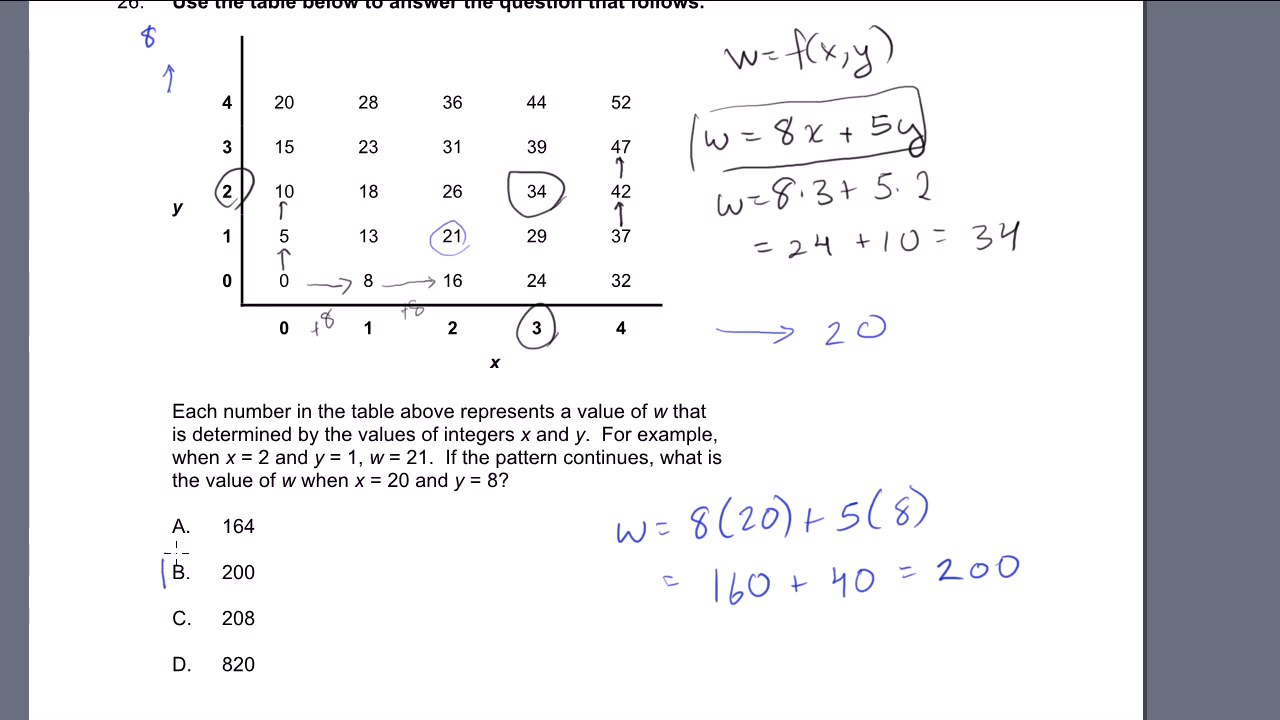 26. Use the table below to answer the question that follows.
8
↑
4 20 28 36 44 52
3 15 23 31 39 47
2 10 18 26 34 42
y
1 5 13 21 29 37
0 0 8 16 24 32
+8 +8
0 1 2 3 4
x
w=f(x,y)
w = 8x + 5y
w=8·3+ 5·2
= 24 +10 = 34
→ 20
Each number in the table above represents a value of w that
is determined by the values of integers x and y. For example,
when x = 2 and y = 1, w = 21. If the pattern continues, what is
the value of w when x = 20 and y = 8?
A. 164
B. 200
C. 208
D. 820
w= 8(20)+ 5(8)
= 160 + 40 = 200